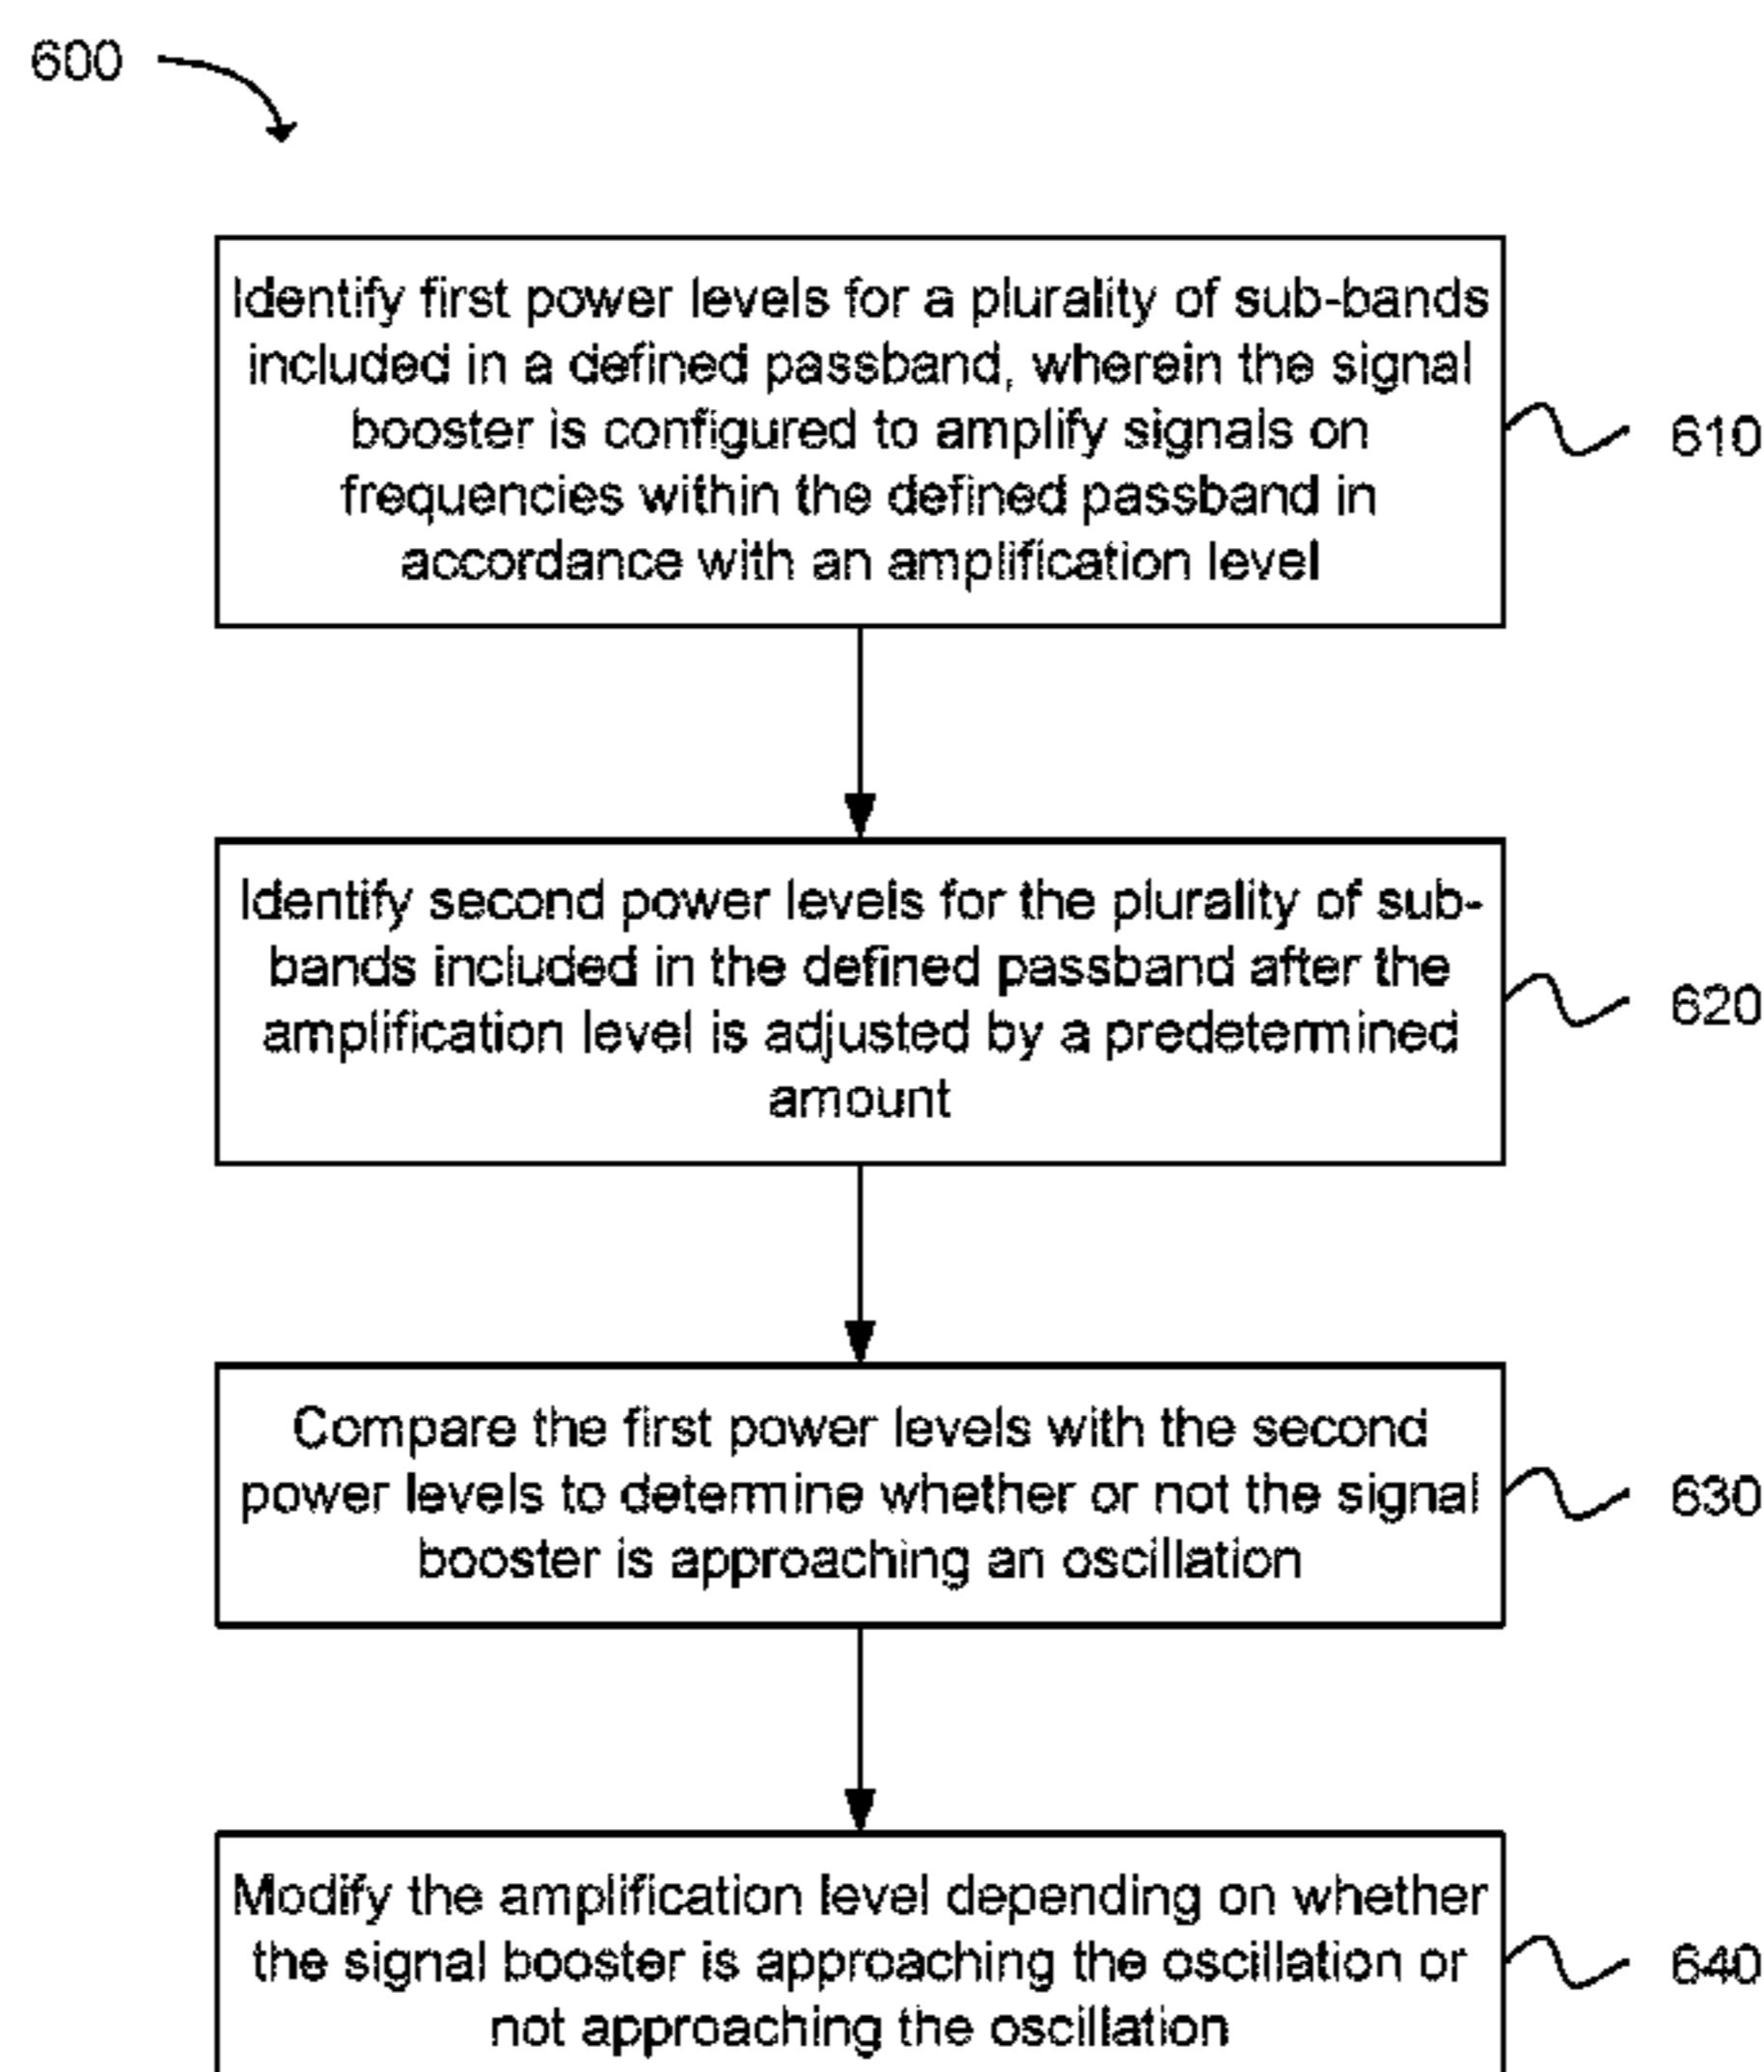 600
Identify first power levels for a plurality of sub-bands
included in a defined passband, wherein the signal
booster is configured to amplify signals on
frequencies within the defined passband in
accordance with an amplification level
610
Identify second power levels for the plurality of sub-
bands included in the defined passband after the
amplification level is adjusted by a predetermined
amount
620
Compare the first power levels with the second
power levels to determine whether or not the signal
booster is approaching an oscillation
630
Modify the amplification level depending on whether
the signal booster is approaching the oscillation or
not approaching the oscillation
640